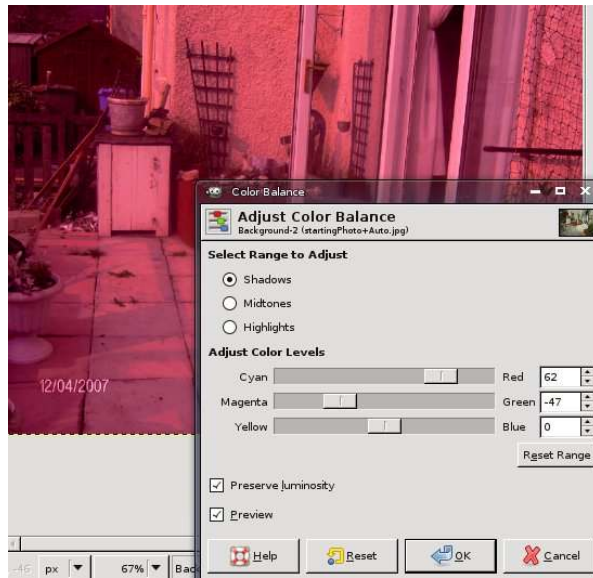 Color Balance
Adjust Color Balance
Background-2 (startingPhoto+Auto.jpg)
Select Range to Adjust
Shadows
Midtones
Highlights
Adjust Color Levels
Cyan Red 62
Magenta Green -47
Yellow Blue 0
Reset Range
Preserve luminosity
Preview
Help Reset OK Cancel
12/04/2007
-46 px 67% Bac